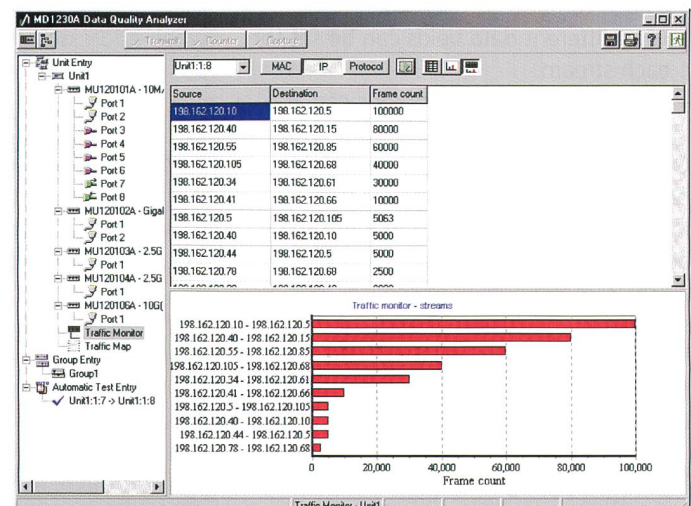 MD1230A Data Quality Analyzer
Transmit Counter Capture
Unit Entry
Unit1
MU120101A - 10M/
Port 1
Port 2
Port 3
Port 4
Port 5
Port 6
Port 7
Port 8
MU120102A - Gigal
Port 1
Port 2
MU120103A - 2.5G
Port 1
MU120104A - 2.5G
Port 1
MU120106A - 10G(
Port 1
Traffic Monitor
Traffic Map
Group Entry
Group1
Automatic Test Entry
Unit1:1:7 -> Unit1:1:8
Unit1:1:8 MAC IP Protocol
Source Destination Frame count
198.162.120.10 198.162.120.5 100000
198.162.120.40 198.162.120.15 80000
198.162.120.55 198.162.120.85 60000
198.162.120.105 198.162.120.68 40000
198.162.120.34 198.162.120.61 30000
198.162.120.41 198.162.120.66 10000
198.162.120.5 198.162.120.105 5063
198.162.120.40 198.162.120.10 5000
198.162.120.44 198.162.120.5 5000
198.162.120.78 198.162.120.68 2500
Traffic monitor - streams
198.162.120.10 - 198.162.120.5
198.162.120.40 - 198.162.120.15
198.162.120.55 - 198.162.120.85
198.162.120.105 - 198.162.120.68
198.162.120.34 - 198.162.120.61
198.162.120.41 - 198.162.120.66
198.162.120.5 - 198.162.120.105
198.162.120.40 - 198.162.120.10
198.162.120.44 - 198.162.120.5
198.162.120.78 - 198.162.120.68
0 20,000 40,000 60,000 80,000 100,000
Frame count
Traffic Monitor - Unit1